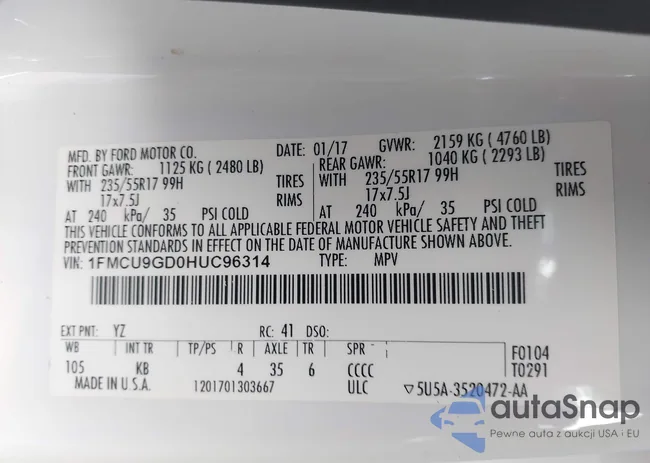 MFD. BY FORD MOTOR CO. DATE: 01/17 GVWR: 2159 KG ( 4760 LB)
FRONT GAWR: 1125 KG ( 2480 LB) REAR GAWR: 1040 KG ( 2293 LB)
WITH 235/55R17 99H TIRES WITH 235/55R17 99H TIRES
17x7.5J RIMS 17x7.5J RIMS
AT 240 kPa/ 35 PSI COLD AT 240 kPa/ 35 PSI COLD
THIS VEHICLE CONFORMS TO ALL APPLICABLE FEDERAL MOTOR VEHICLE SAFETY AND THEFT
PREVENTION STANDARDS IN EFFECT ON THE DATE OF MANUFACTURE SHOWN ABOVE.
VIN: 1FMCU9GD0HUC96314 TYPE: MPV
EXT PNT: YZ RC: 41 DSO:
WB INT TR TP/PS R AXLE TR SPR F0104
105 KB 4 35 6 CCCC T0291
MADE IN U.S.A. 1201701303667 ULC ▽5U5A-3520472-AA
autaSnap
Pewne auta z aukcji USA i EU